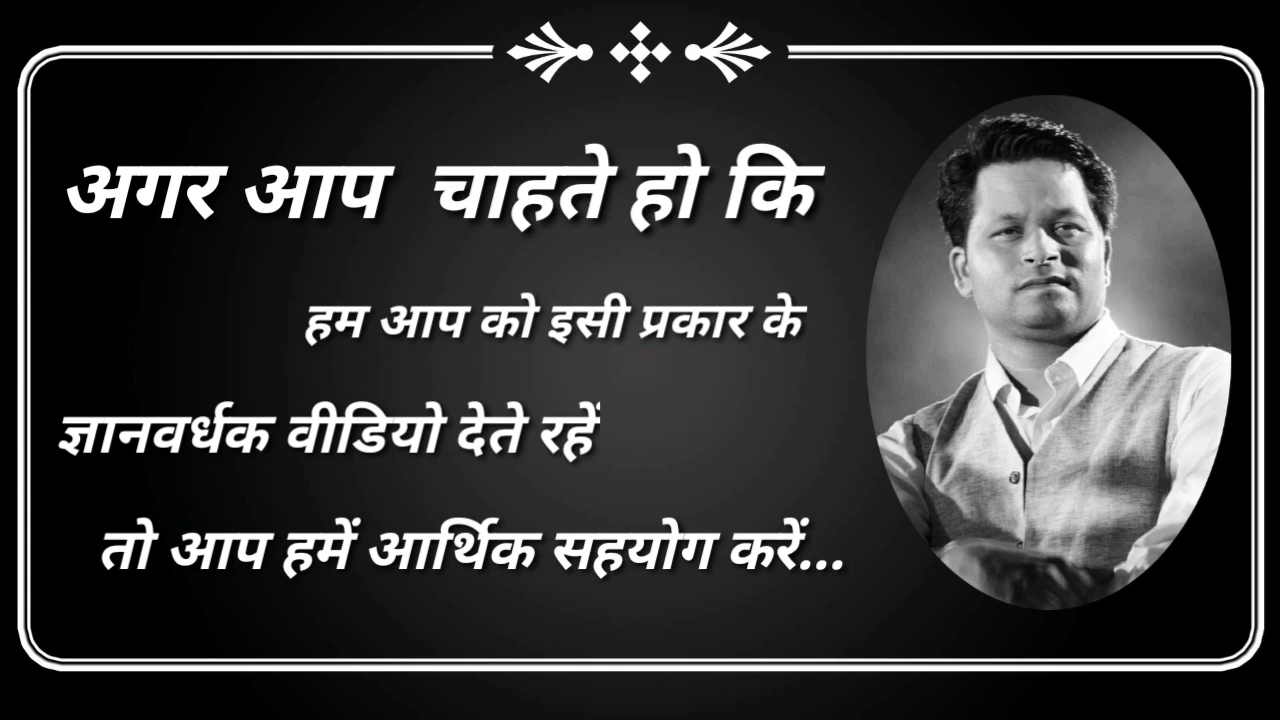 अगर आप चाहते हो कि
हम आप को इसी प्रकार के
ज्ञानवर्धक वीडियो देते रहें
तो आप हमें आर्थिक सहयोग करें...